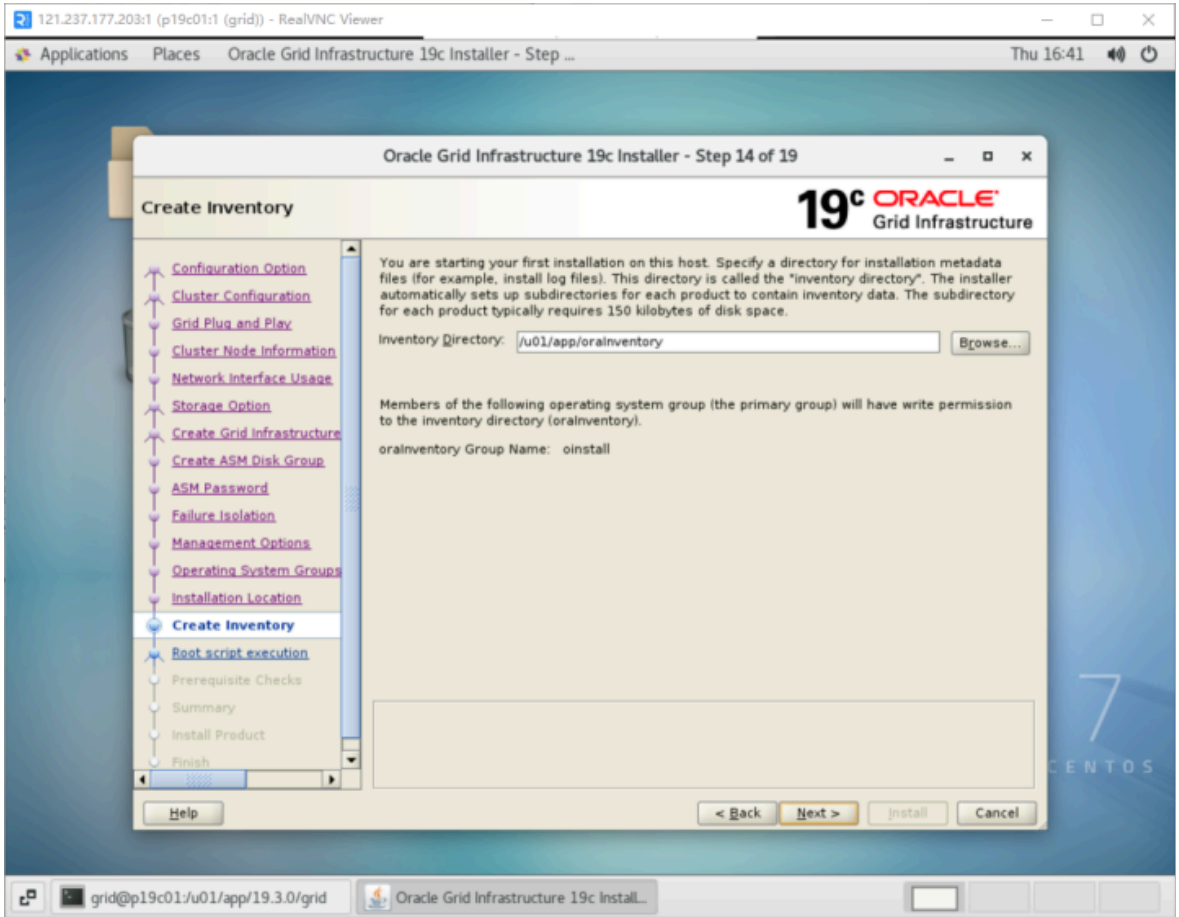 121.237.177.203:1 (p19c01:1 (grid)) - RealVNC Viewer
Applications Places Oracle Grid Infrastructure 19c Installer - Step ... Thu 16:41
Oracle Grid Infrastructure 19c Installer - Step 14 of 19
Create Inventory
19c ORACLE
Grid Infrastructure
Configuration Option
Cluster Configuration
Grid Plug and Play
Cluster Node Information
Network Interface Usage
Storage Option
Create Grid Infrastructure
Create ASM Disk Group
ASM Password
Failure Isolation
Management Options
Operating System Groups
Installation Location
Create Inventory
Root script execution
Prerequisite Checks
Summary
Install Product
Finish
You are starting your first installation on this host. Specify a directory for installation metadata
files (for example, install log files). This directory is called the "inventory directory". The installer
automatically sets up subdirectories for each product to contain inventory data. The subdirectory
for each product typically requires 150 kilobytes of disk space.
Inventory Directory: /u01/app/oraInventory Browse...
Members of the following operating system group (the primary group) will have write permission
to the inventory directory (oraInventory).
oraInventory Group Name: oinstall
Help < Back Next > Install Cancel
7
CENTOS
grid@p19c01:/u01/app/19.3.0/grid Oracle Grid Infrastructure 19c Install...